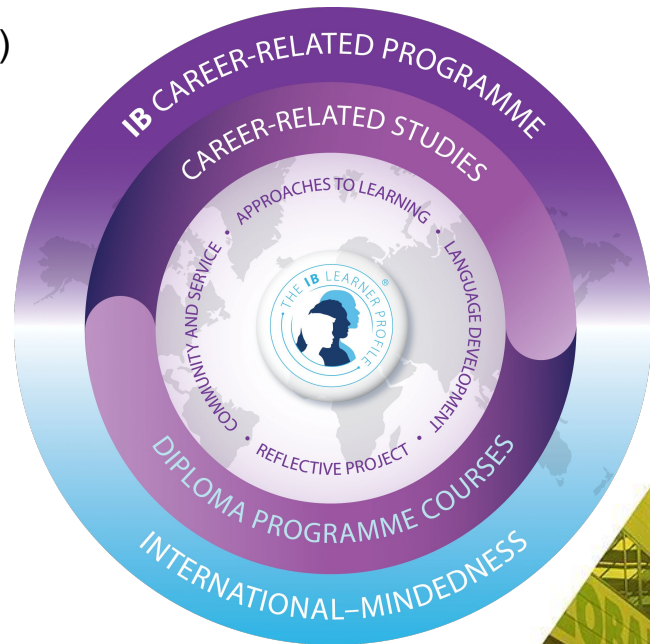 )
IB CAREER-RELATED PROGRAMME
CAREER-RELATED STUDIES
APPROACHES TO LEARNING •
LANGUAGE DEVELOPMENT •
REFLECTIVE PROJECT •
COMMUNITY AND SERVICE •
• THE IB LEARNER PROFILE •
®
DIPLOMA PROGRAMME COURSES
INTERNATIONAL–MINDEDNESS